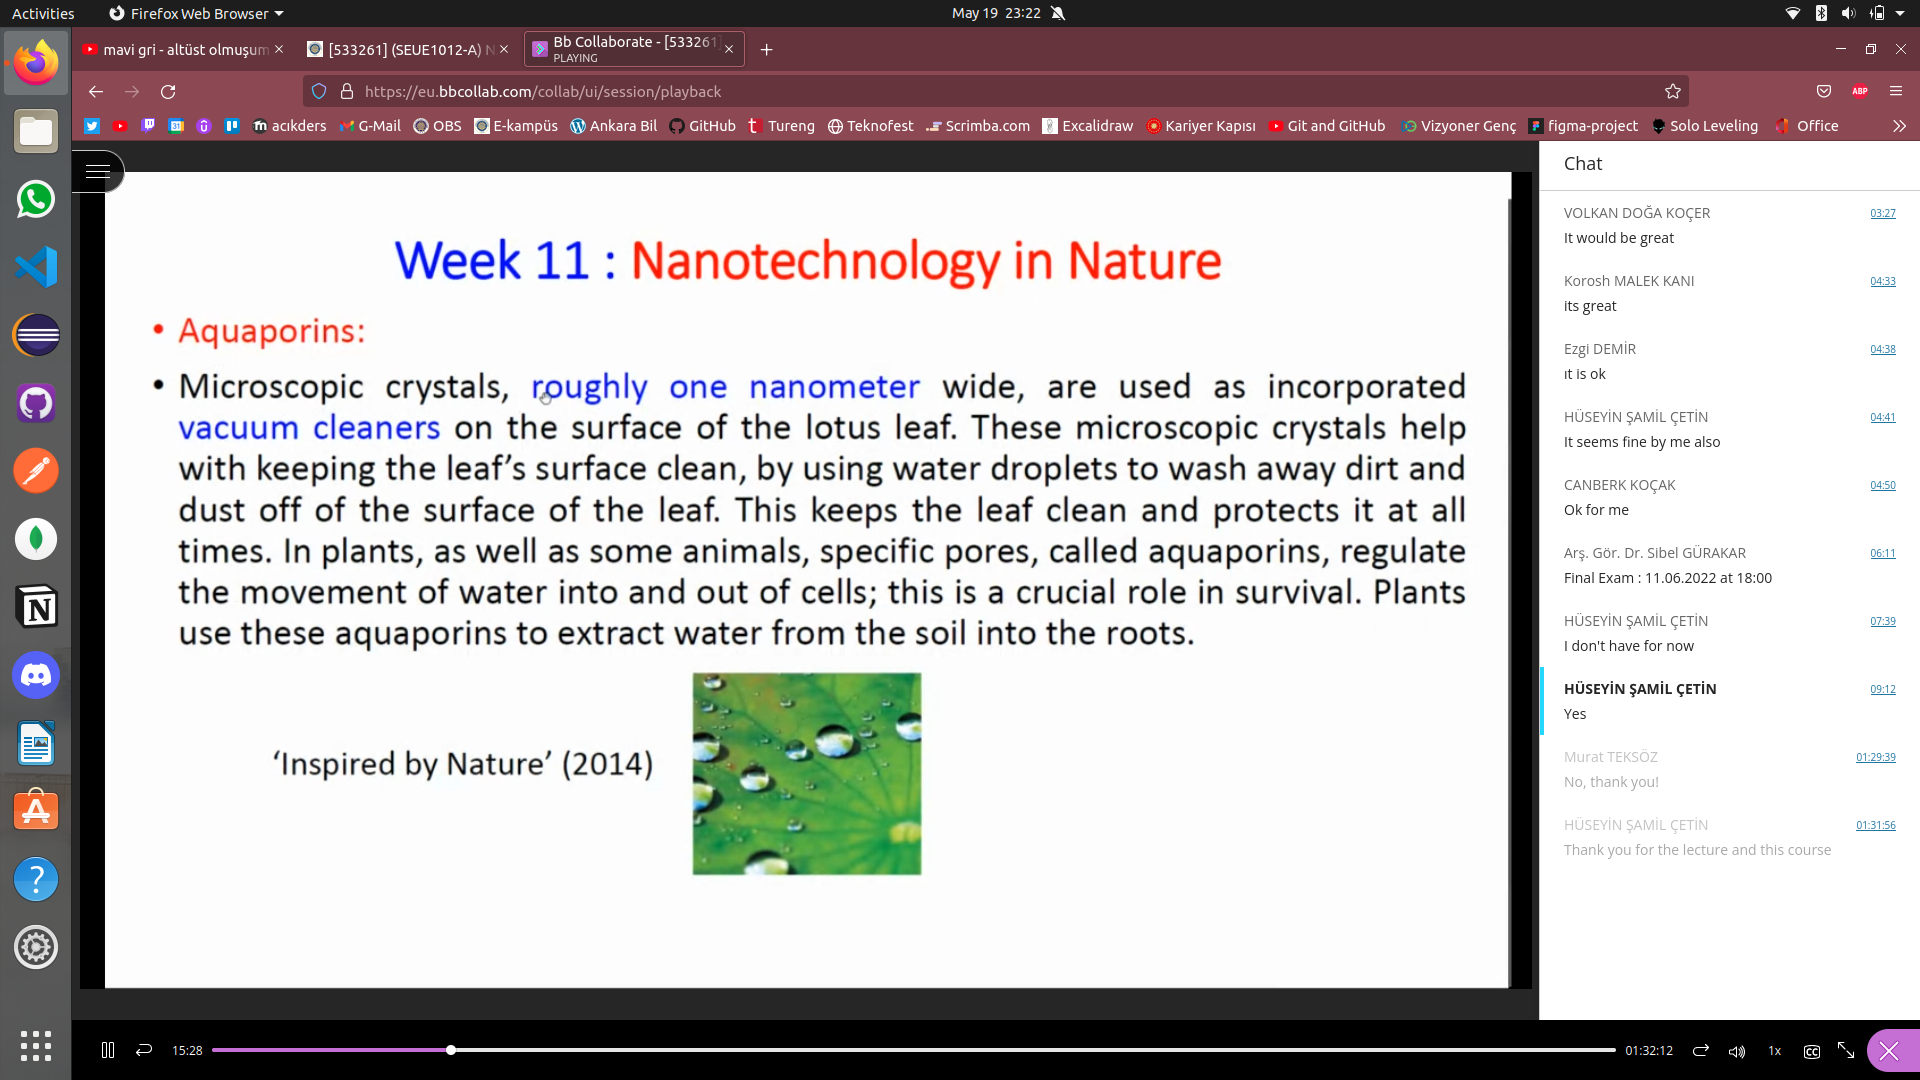 Activities
Firefox Web Browser
May 19 23:22
mavi gri - altüst olmuşum
[533261] (SEUE1012-A) N
Bb Collaborate - [533261]
PLAYING
https://eu.bbcollab.com/collab/ui/session/playback
ABP
acıkders
G-Mail
OBS
E-kampüs
Ankara Bil
GitHub
Tureng
Teknofest
Scrimba.com
Excalidraw
Kariyer Kapısı
Git and GitHub
Vizyoner Genç
figma-project
Solo Leveling
Office
Week 11 : Nanotechnology in Nature
• Aquaporins:
• Microscopic crystals, roughly one nanometer wide, are used as incorporated
vacuum cleaners on the surface of the lotus leaf. These microscopic crystals help
with keeping the leaf’s surface clean, by using water droplets to wash away dirt and
dust off of the surface of the leaf. This keeps the leaf clean and protects it at all
times. In plants, as well as some animals, specific pores, called aquaporins, regulate
the movement of water into and out of cells; this is a crucial role in survival. Plants
use these aquaporins to extract water from the soil into the roots.
‘Inspired by Nature’ (2014)
Chat
VOLKAN DOĞA KOÇER 03:27
It would be great
Korosh MALEK KANI 04:33
its great
Ezgi DEMİR 04:38
ıt is ok
HÜSEYİN ŞAMİL ÇETİN 04:41
It seems fine by me also
CANBERK KOÇAK 04:50
Ok for me
Arş. Gör. Dr. Sibel GÜRAKAR 06:11
Final Exam : 11.06.2022 at 18:00
HÜSEYİN ŞAMİL ÇETİN 07:39
I don't have for now
HÜSEYİN ŞAMİL ÇETİN 09:12
Yes
Murat TEKSÖZ 01:29:39
No, thank you!
HÜSEYİN ŞAMİL ÇETİN 01:31:56
Thank you for the lecture and this course
15:28
01:32:12
1x
CC